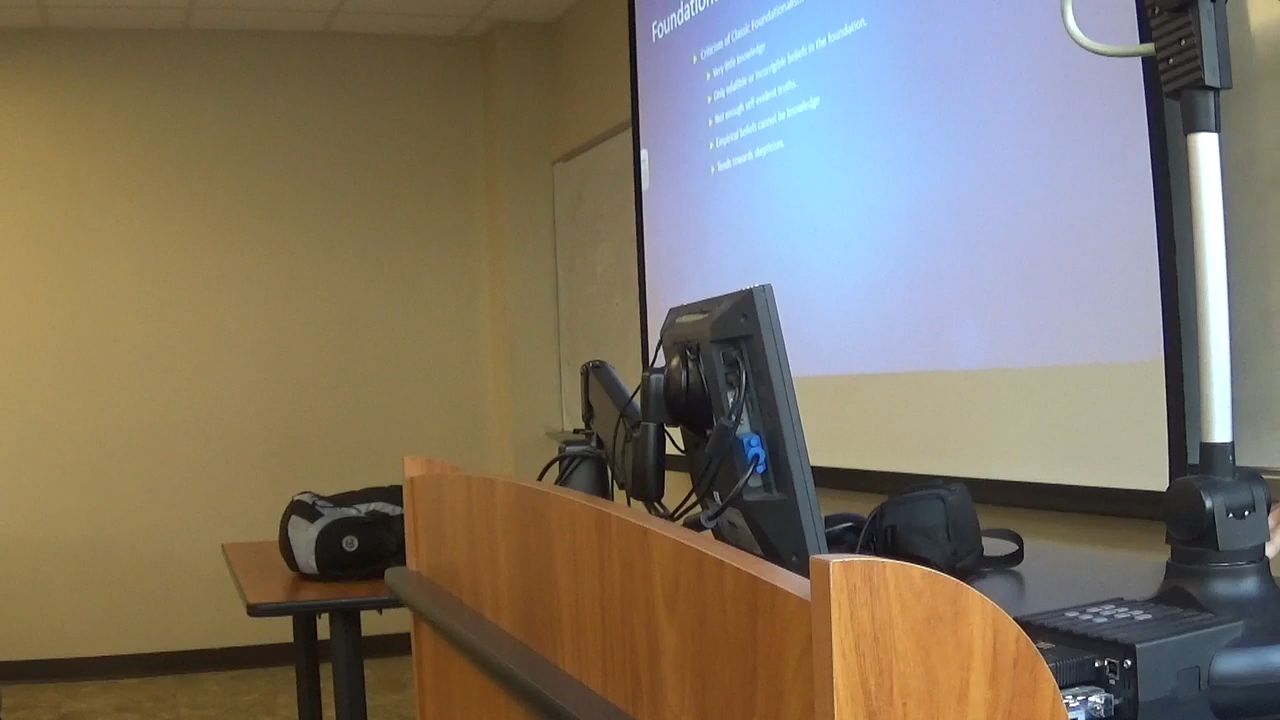 Foundation
Criticism of Classic Foundationalism
Very little knowledge
Only infallible or incorrigible beliefs in the foundation.
Not enough self-evident truths.
Empirical beliefs cannot be knowledge
Tends towards skepticism.